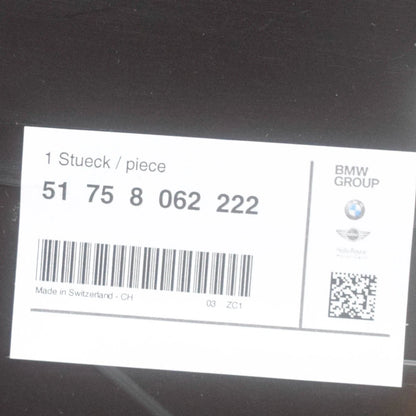 1 Stueck / piece
51 75 8 062 222
Made in Switzerland - CH
03 ZC1
BMW
GROUP